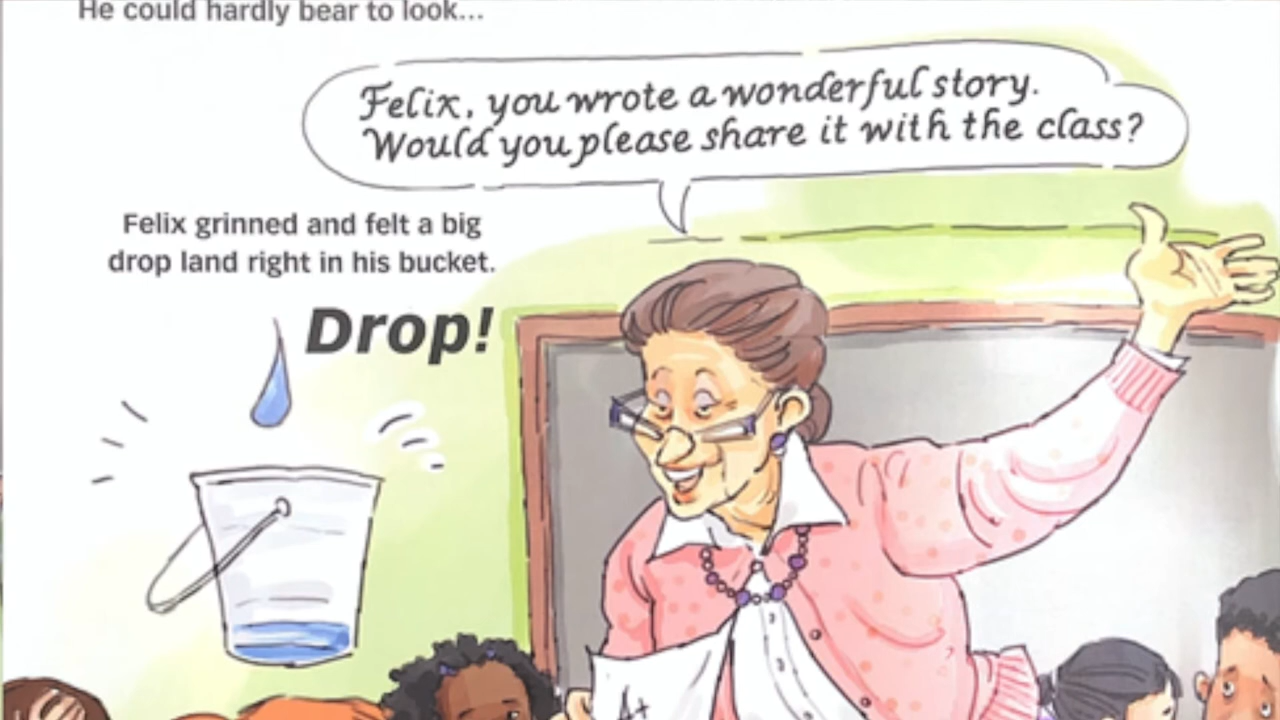 He could hardly bear to look...
Felix, you wrote a wonderful story.
Would you please share it with the class?
Felix grinned and felt a big
drop land right in his bucket.
Drop!
A+